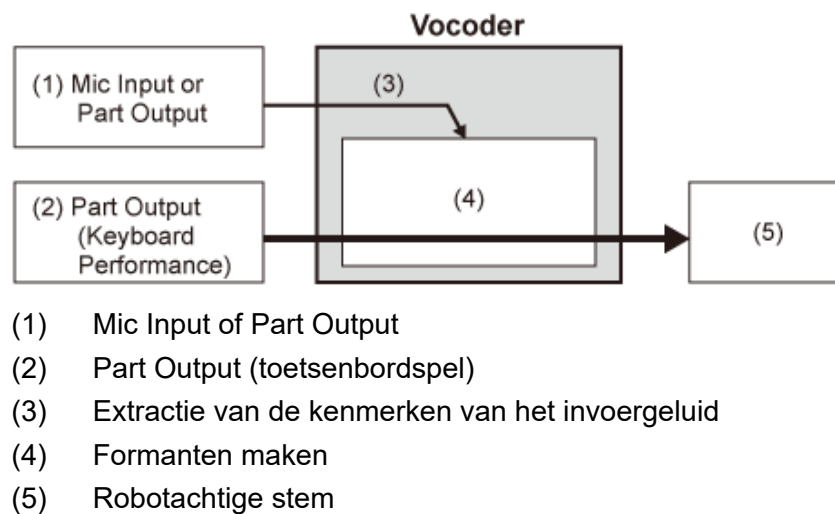 Vocoder
(1) Mic Input or
Part Output
(3)
(2) Part Output
(Keyboard
Performance)
(4)
(5)
(1) Mic Input of Part Output
(2) Part Output (toetsenbordspel)
(3) Extractie van de kenmerken van het invoergeluid
(4) Formanten maken
(5) Robotachtige stem